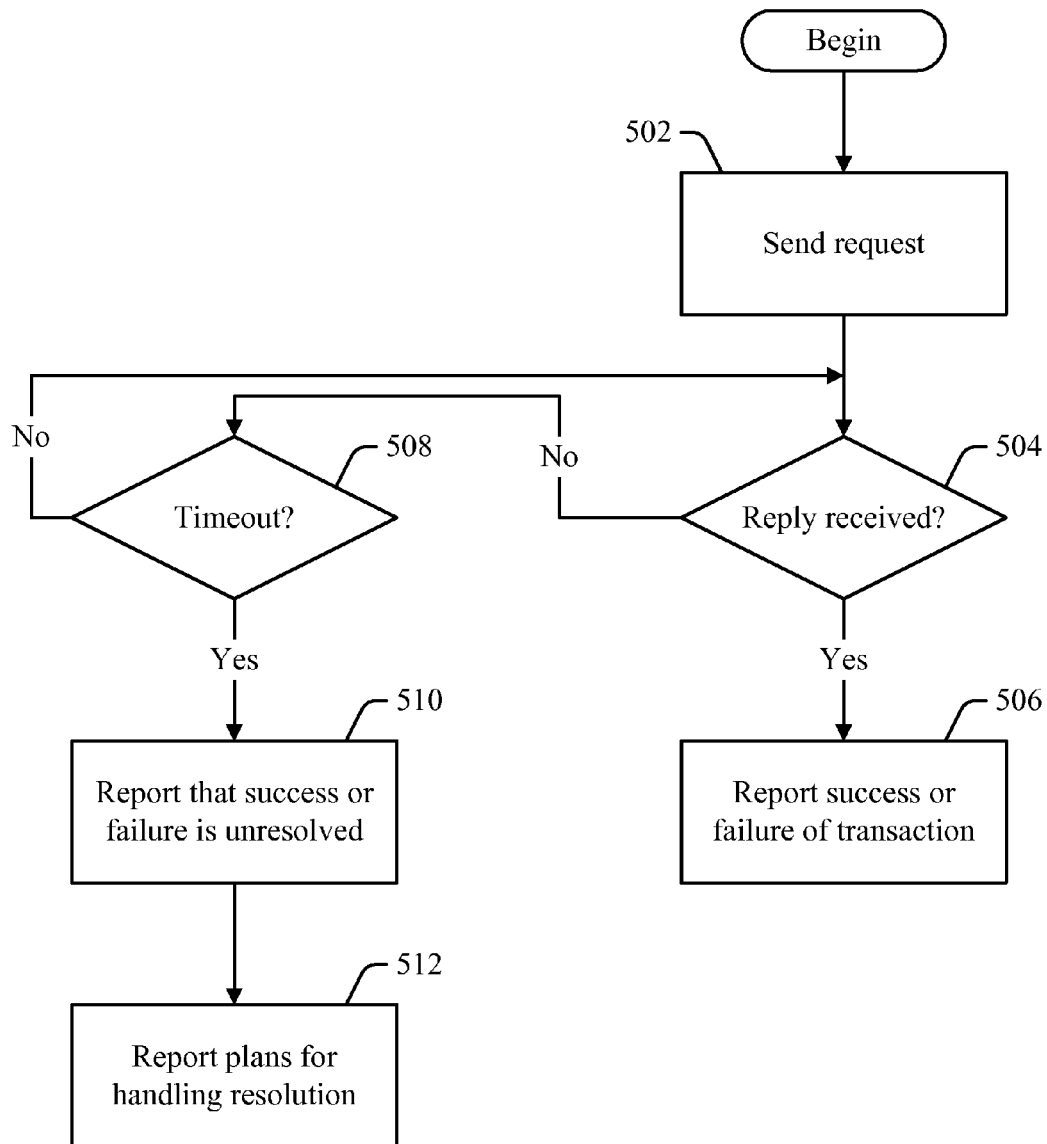 Begin
502
Send request
No
508
Timeout?
No
504
Reply received?
Yes
Yes
510
Report that success or
failure is unresolved
506
Report success or
failure of transaction
512
Report plans for
handling resolution